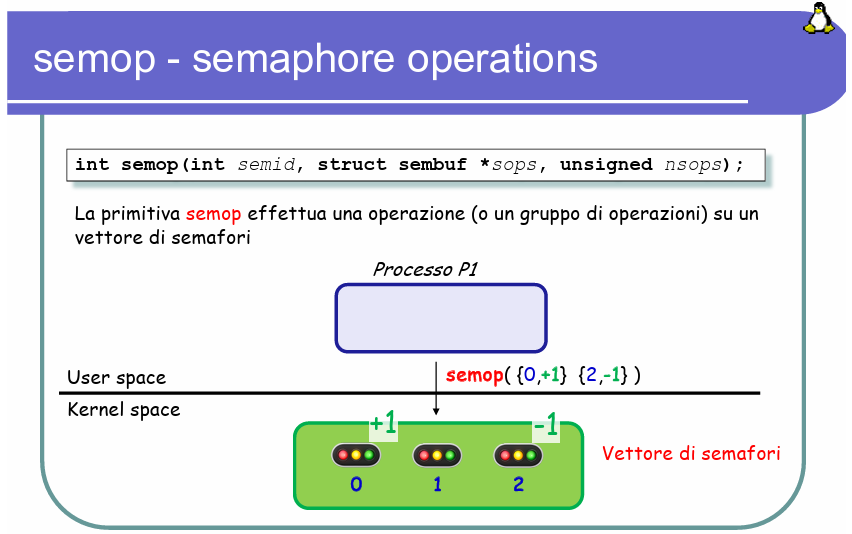 semop - semaphore operations
int semop(int semid, struct sembuf *sops, unsigned nsops);
La primitiva semop effettua una operazione (o un gruppo di operazioni) su un
vettore di semafori
Processo P1
User space
semop( {0,+1} {2,-1} )
Kernel space
+1
-1
Vettore di semafori
0 1 2